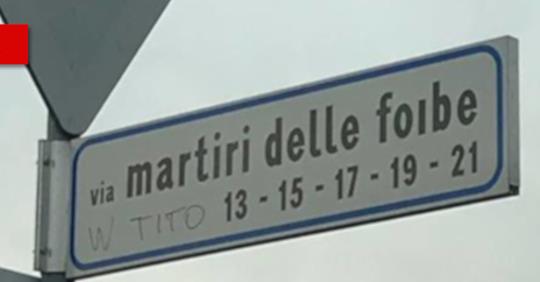 via martiri delle foibe
W TITO 13 - 15 - 17 - 19 - 21